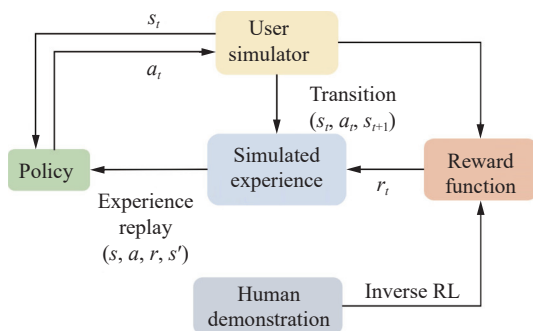 s_t
User
simulator
a_t
Transition
(s_t, a_t, s_{t+1})
Simulated
experience
Policy
Reward
function
r_t
Experience
replay
(s, a, r, s′)
Human
demonstration
Inverse RL